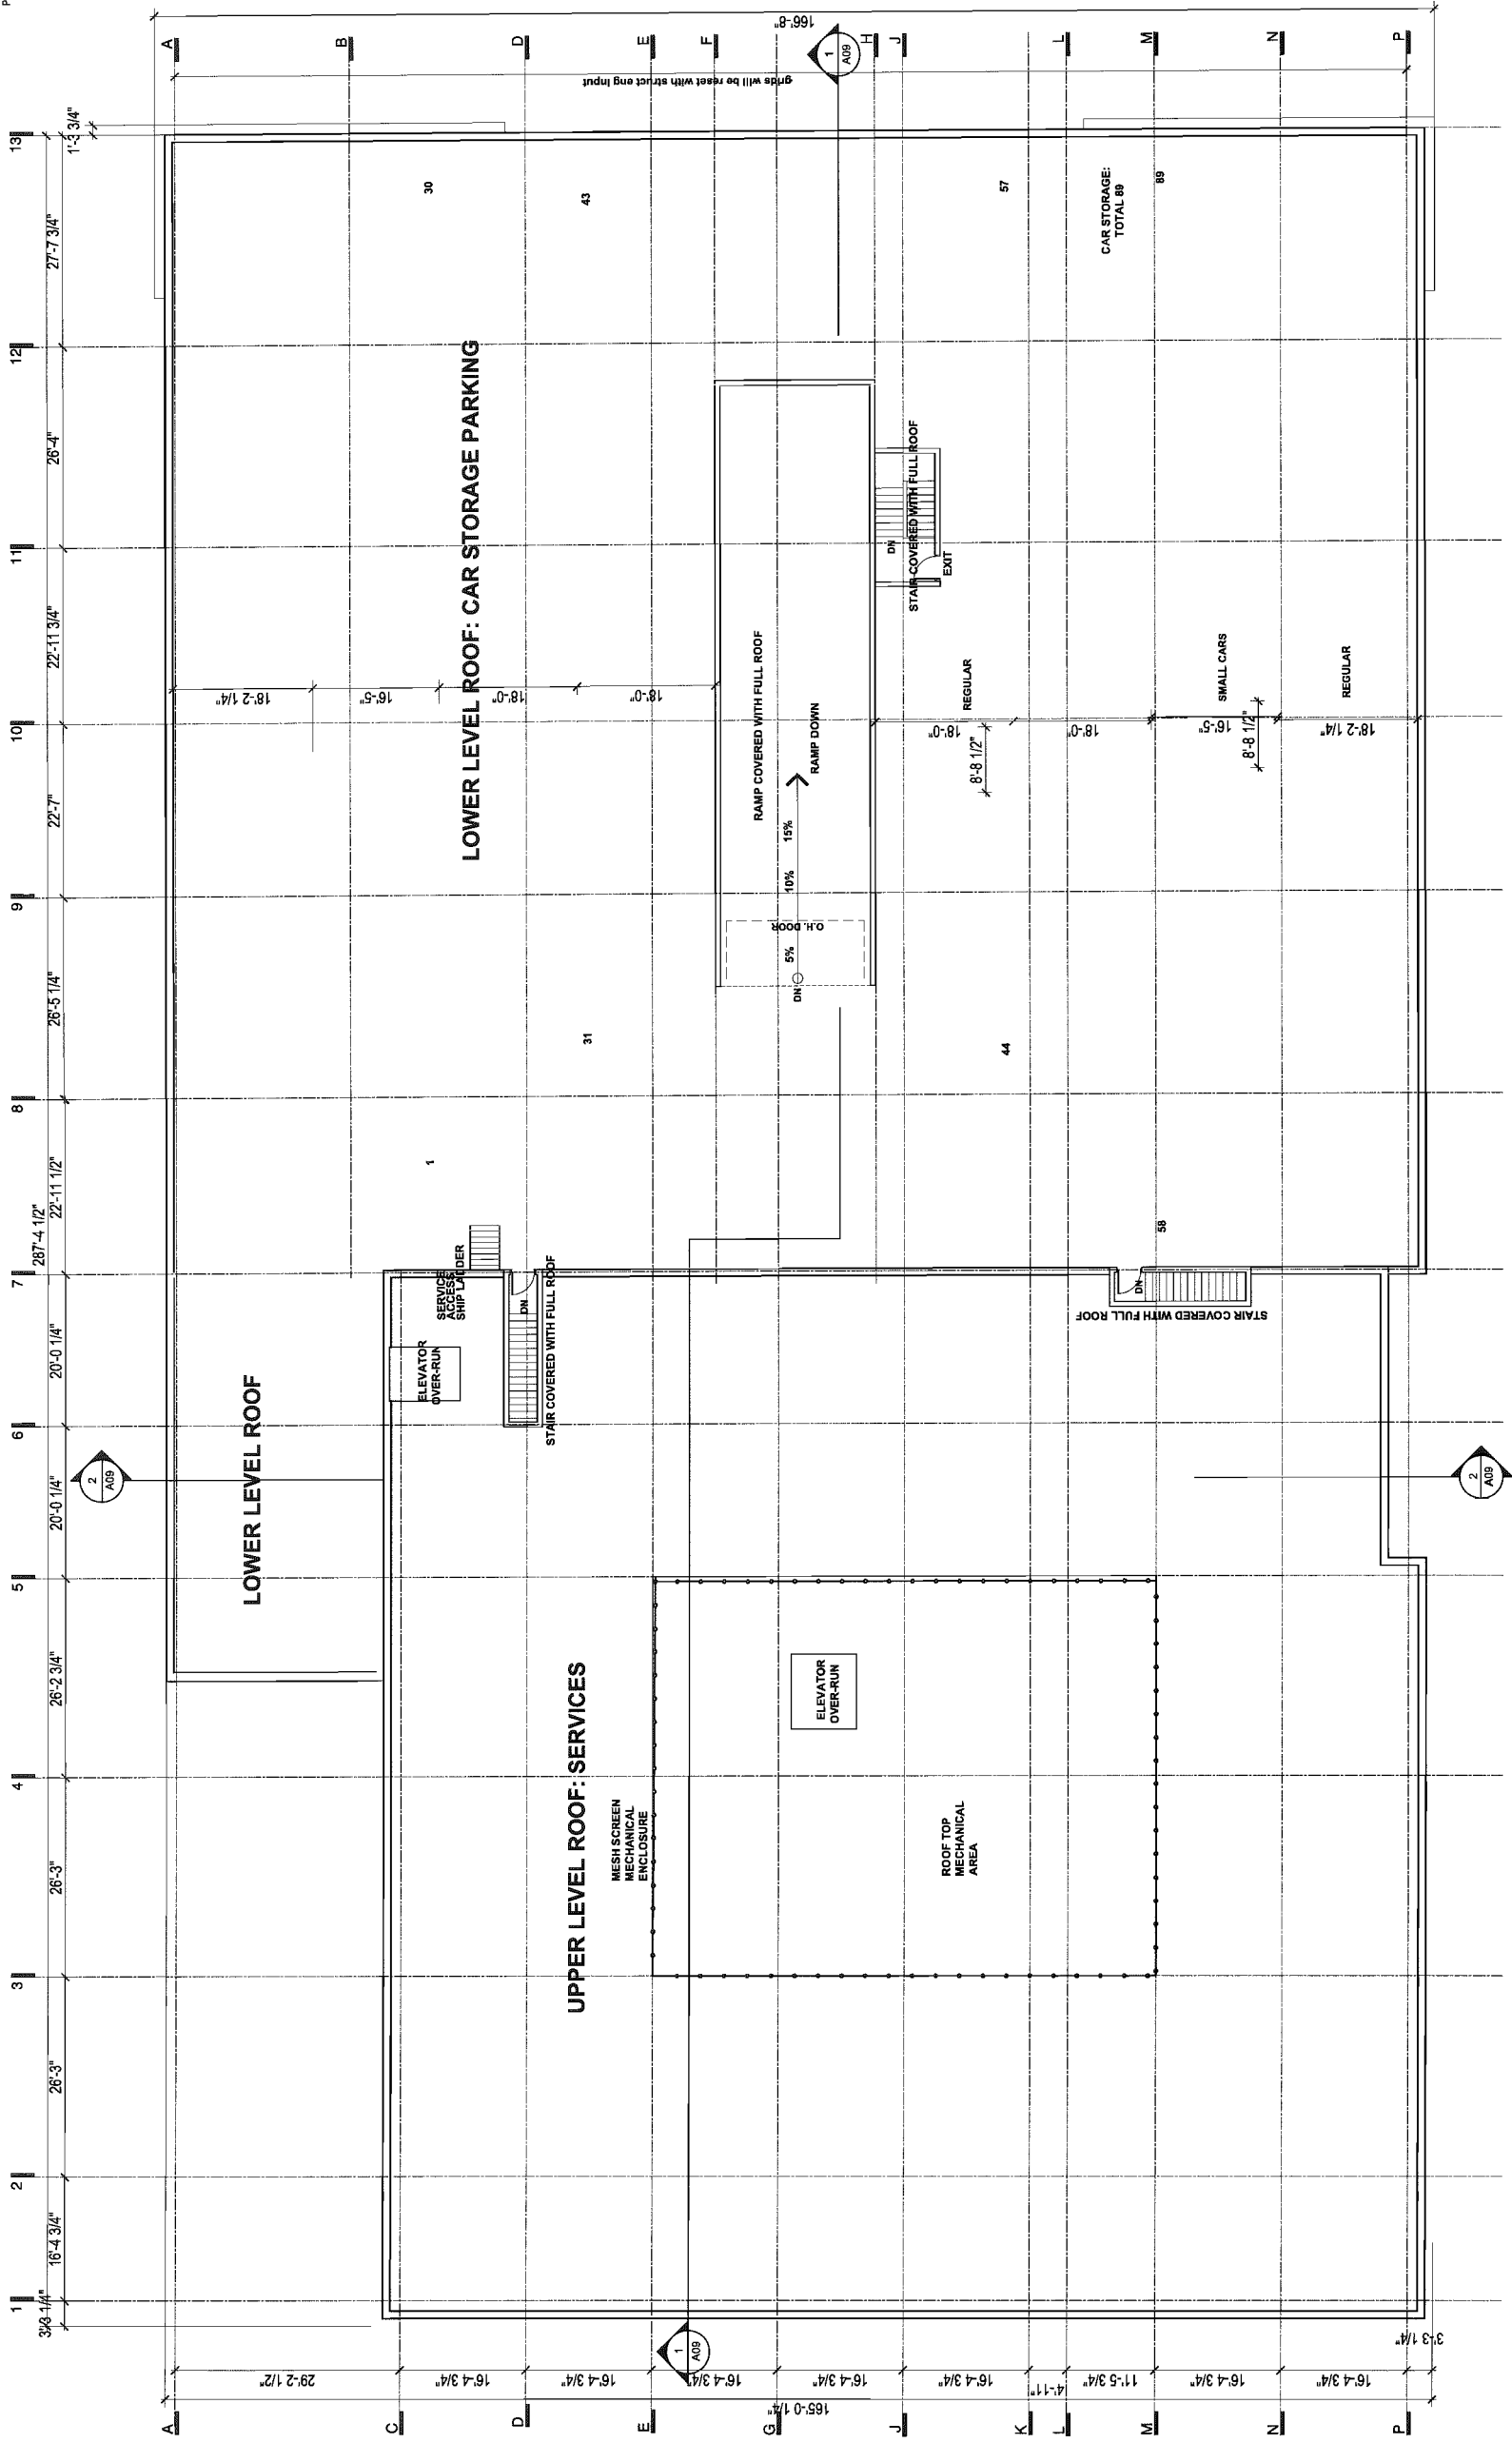 P
13
12
11
10
9
8
7
6
5
4
3
2
1
1'-3 3/4"
27'-7 3/4"
26'-4"
22'-11 3/4"
22'-7"
26'-5 1/4"
22'-11 1/2"
287'-4 1/2"
20'-0 1/4"
20'-0 1/4"
26'-2 3/4"
26'-3"
26'-3"
16'-4 3/4"
3'-3 1/4"
A
B
D
E
F
H
J
L
M
N
P
166'-8"
grids will be reset with struct eng input
1
A09
LOWER LEVEL ROOF: CAR STORAGE PARKING
30
43
57
89
CAR STORAGE:
TOTAL 89
18'-2 1/4"
16'-5"
18'-0"
18'-0"
RAMP COVERED WITH FULL ROOF
RAMP DOWN
5%
10%
15%
DN
O.H. DOOR
DN
STAIR COVERED WITH FULL ROOF
EXIT
REGULAR
SMALL CARS
REGULAR
18'-0"
8'-8 1/2"
18'-0"
16'-5"
8'-8 1/2"
18'-2 1/4"
31
44
1
58
SERVICE
ACCESS
SHIP LADDER
ELEVATOR
OVER-RUN
DN
STAIR COVERED WITH FULL ROOF
DN
STAIR COVERED WITH FULL ROOF
LOWER LEVEL ROOF
2
A09
2
A09
UPPER LEVEL ROOF: SERVICES
MESH SCREEN
MECHANICAL
ENCLOSURE
ELEVATOR
OVER-RUN
ROOF TOP
MECHANICAL
AREA
1
A09
29'-2 1/2"
16'-4 3/4"
16'-4 3/4"
16'-4 3/4"
16'-4 3/4"
16'-4 3/4"
4'-11"
11'-5 3/4"
16'-4 3/4"
16'-4 3/4"
3'-3 1/4"
165'-0 1/4"
A
C
D
E
G
J
K
L
M
N
P